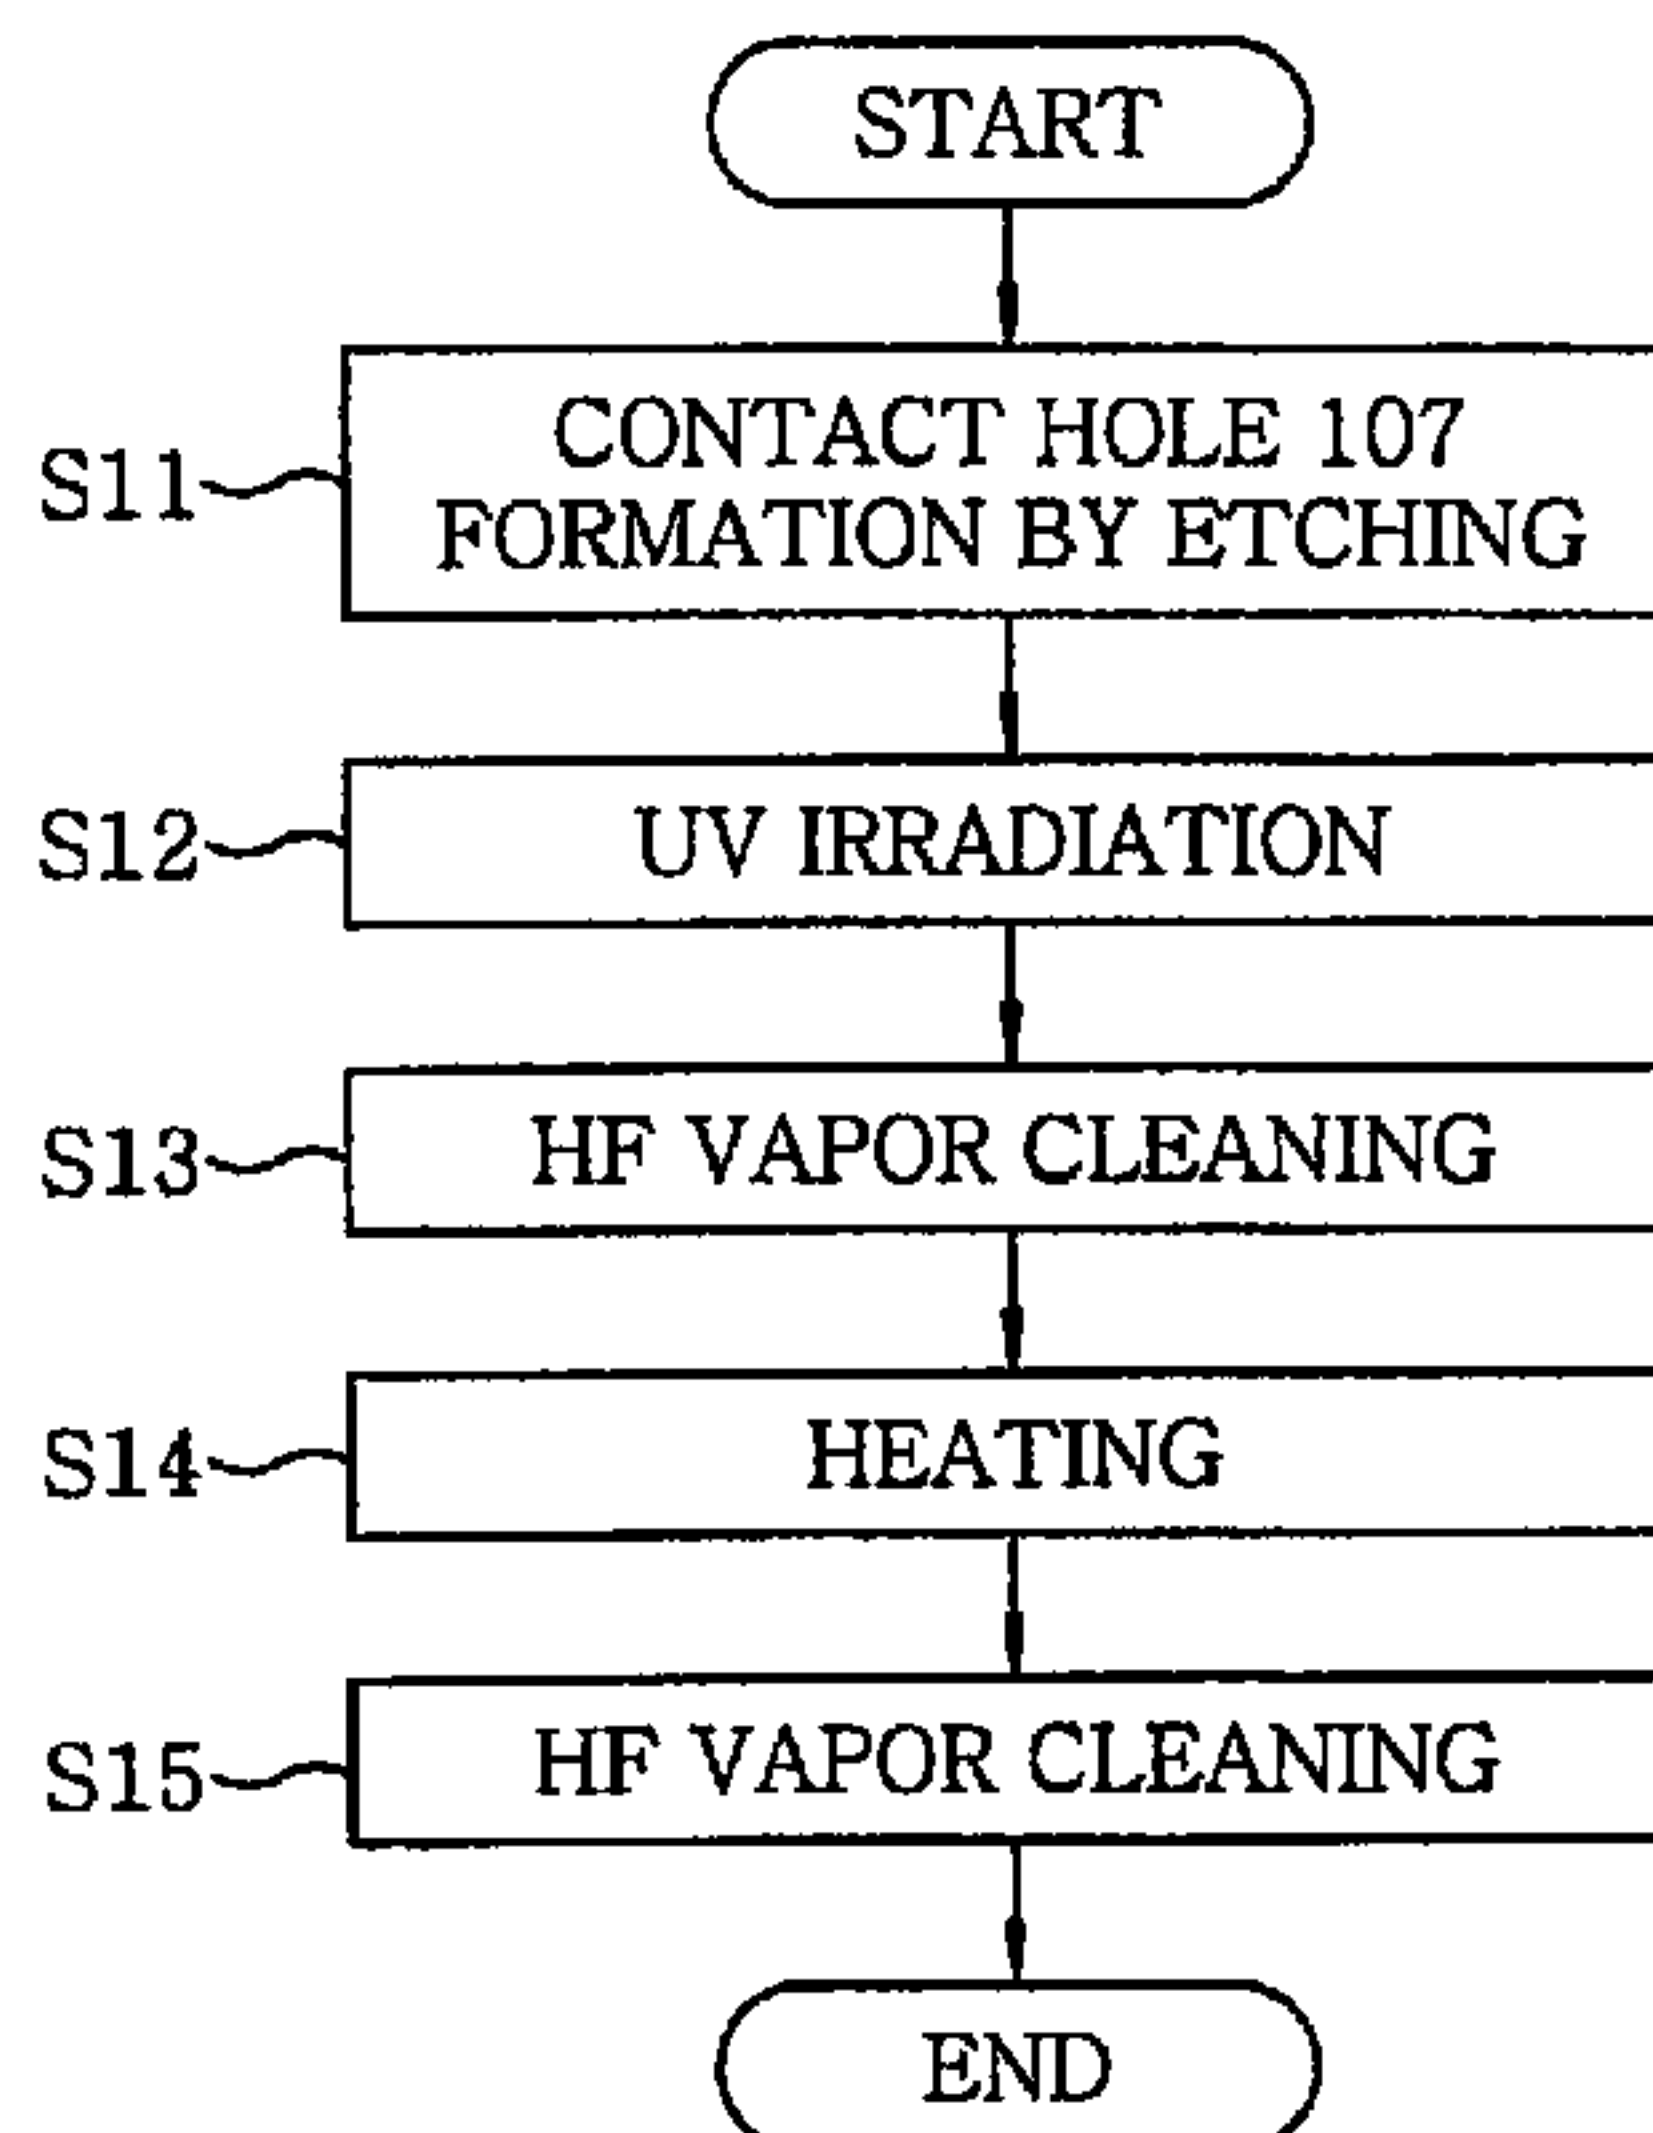 START
S11
CONTACT HOLE 107
FORMATION BY ETCHING
S12
UV IRRADIATION
S13
HF VAPOR CLEANING
S14
HEATING
S15
HF VAPOR CLEANING
END